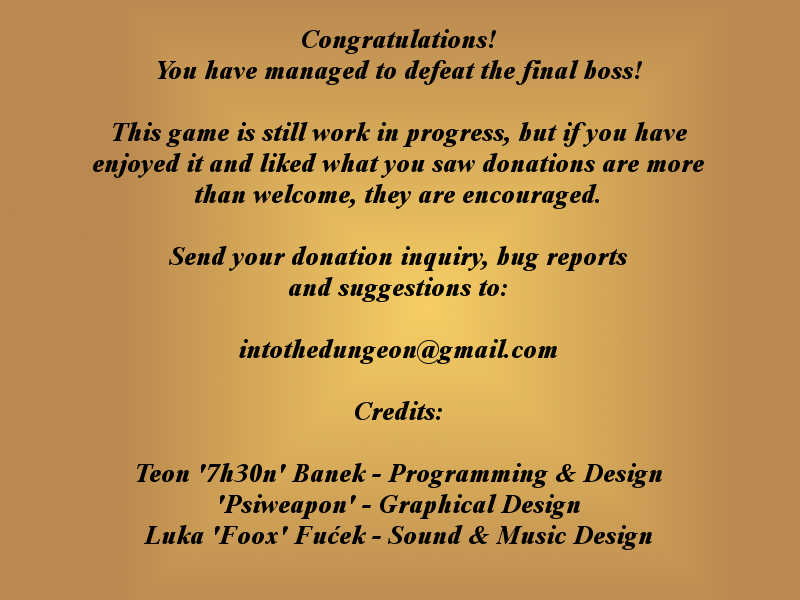 Congratulations!
You have managed to defeat the final boss!
This game is still work in progress, but if you have
enjoyed it and liked what you saw donations are more
than welcome, they are encouraged.
Send your donation inquiry, bug reports
and suggestions to:
intothedungeon@gmail.com
Credits:
Teon '7h30n' Banek - Programming & Design
'Psiweapon' - Graphical Design
Luka 'Foox' Fućek - Sound & Music Design